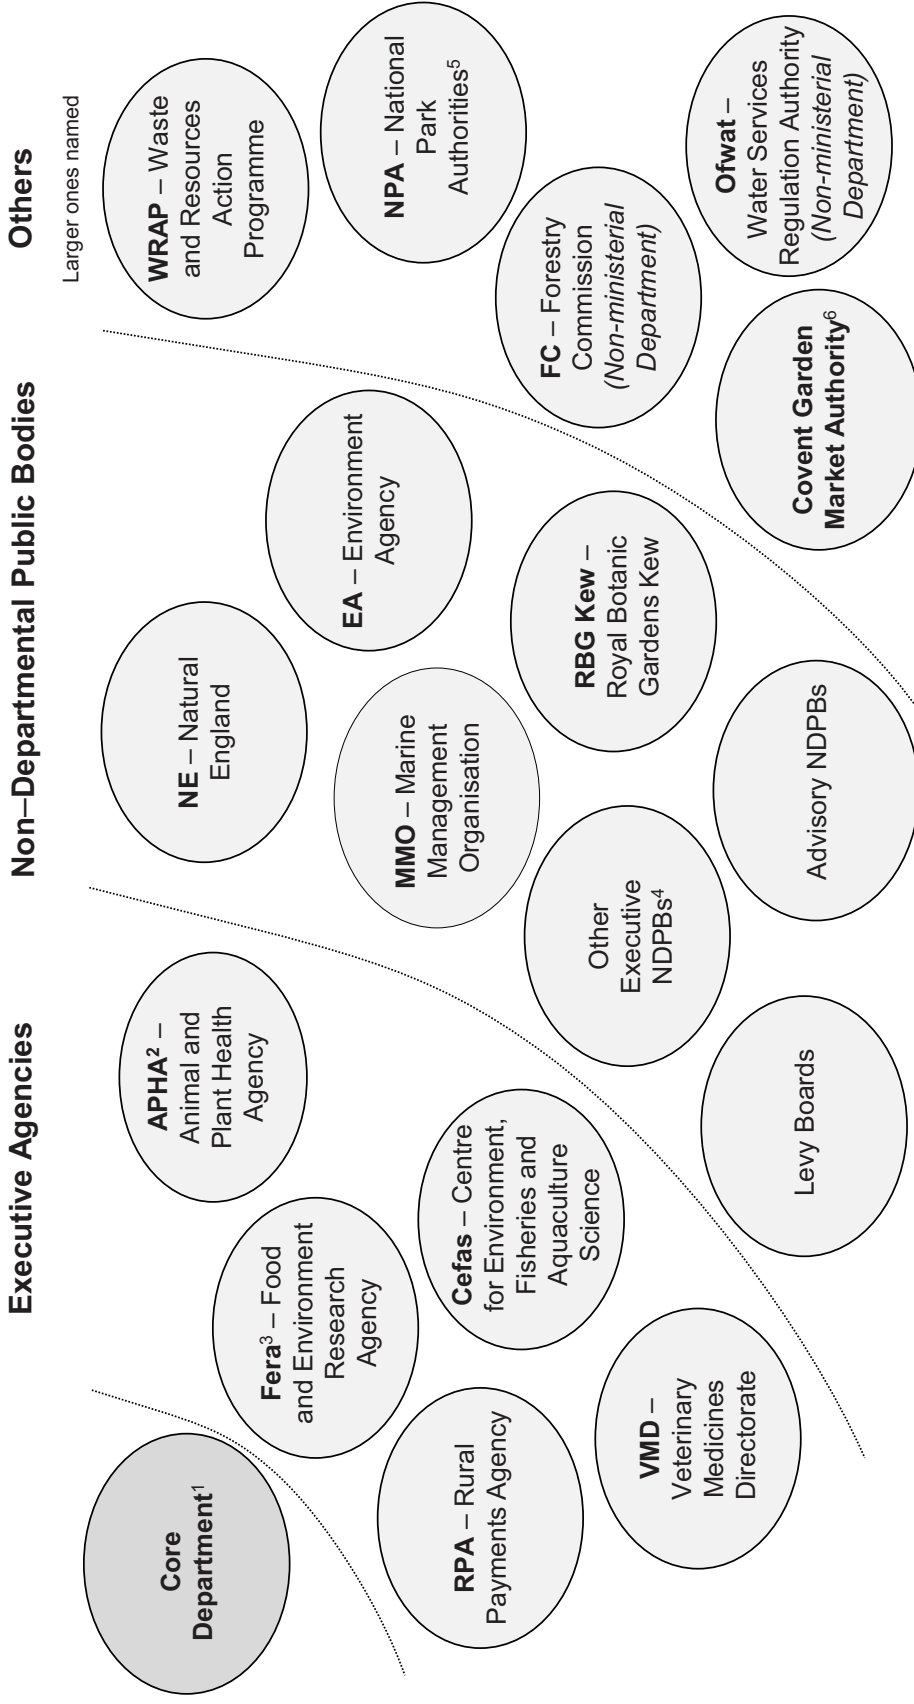 Executive Agencies
Non–Departmental Public Bodies
Others
Larger ones named
Core
Department¹
APHA² –
Animal and
Plant Health
Agency
Fera³ – Food
and Environment
Research
Agency
RPA – Rural
Payments Agency
Cefas – Centre
for Environment,
Fisheries and
Aquaculture
Science
VMD –
Veterinary
Medicines
Directorate
NE – Natural
England
EA – Environment
Agency
MMO – Marine
Management
Organisation
RBG Kew –
Royal Botanic
Gardens Kew
Other
Executive
NDPBs⁴
Advisory NDPBs
Levy Boards
WRAP – Waste
and Resources
Action
Programme
NPA – National
Park
Authorities⁵
FC – Forestry
Commission
(Non-ministerial
Department)
Ofwat –
Water Services
Regulation Authority
(Non-ministerial
Department)
Covent Garden
Market Authority⁶